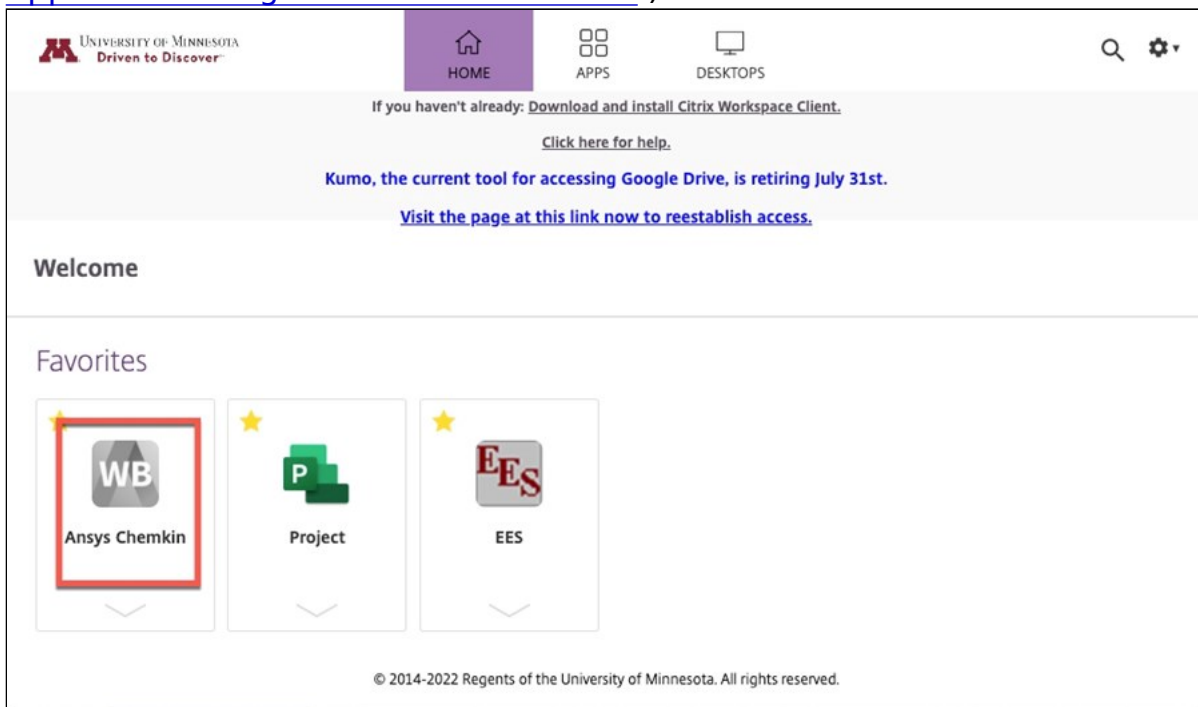 UNIVERSITY OF MINNESOTA
Driven to Discover
HOME
APPS
DESKTOPS
If you haven't already: Download and install Citrix Workspace Client.
Click here for help.
Kumo, the current tool for accessing Google Drive, is retiring July 31st.
Visit the page at this link now to reestablish access.
Welcome
Favorites
WB
P
EES
Ansys Chemkin
Project
EES
© 2014-2022 Regents of the University of Minnesota. All rights reserved.